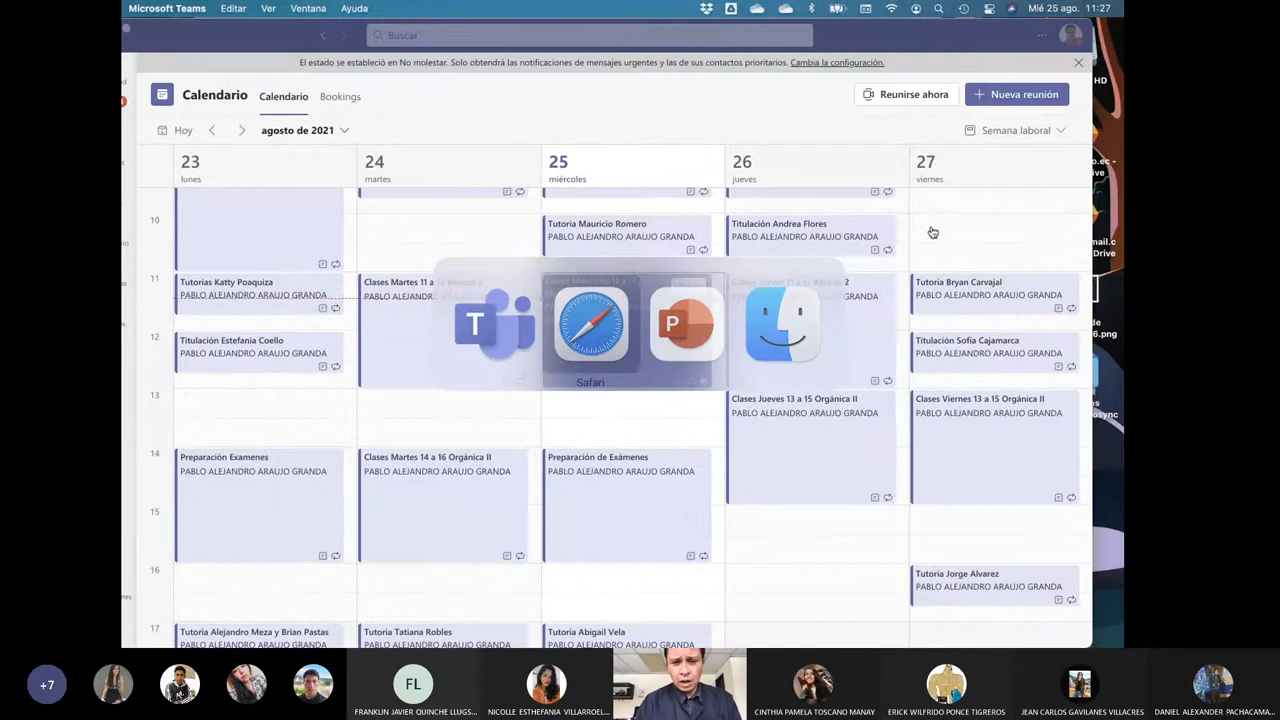 Microsoft Teams Editar Ver Ventana Ayuda Mié 25 ago. 11:27
Buscar
El estado se estableció en No molestar. Solo obtendrá las notificaciones de mensajes urgentes y las de sus contactos prioritarios. Cambia la configuración.
HD
Calendario Calendario Bookings Reunirse ahora Nueva reunión
Hoy agosto de 2021 Semana laboral
23 24 25 26 27
lunes martes miércoles jueves viernes
10
Tutoria Mauricio Romero
PABLO ALEJANDRO ARAUJO GRANDA
Titulación Andrea Flores
PABLO ALEJANDRO ARAUJO GRANDA
11
Tutorias Katty Poaquiza
PABLO ALEJANDRO ARAUJO GRANDA
Clases Martes 11 a
PABLO ALEJANDR
Tutoria Bryan Carvajal
PABLO ALEJANDRO ARAUJO GRANDA
T
P
Safari
12
Titulación Estefania Coello
PABLO ALEJANDRO ARAUJO GRANDA
Titulación Sofía Cajamarca
PABLO ALEJANDRO ARAUJO GRANDA
13
Clases Jueves 13 a 15 Orgánica II
PABLO ALEJANDRO ARAUJO GRANDA
Clases Viernes 13 a 15 Orgánica II
PABLO ALEJANDRO ARAUJO GRANDA
14
Preparación Examenes
PABLO ALEJANDRO ARAUJO GRANDA
Clases Martes 14 a 16 Orgánica II
PABLO ALEJANDRO ARAUJO GRANDA
Preparación de Exámenes
PABLO ALEJANDRO ARAUJO GRANDA
15
16
Tutoria Jorge Alvarez
PABLO ALEJANDRO ARAUJO GRANDA
17
Tutoria Alejandro Meza y Brian Pastas
PABLO ALEJANDRO ARAUJO GRANDA
Tutoria Tatiana Robles
PABLO ALEJANDRO ARAUJO GRANDA
Tutoria Abigail Vela
PABLO ALEJANDRO ARAUJO GRANDA
+7
FL
FRANKLIN JAVIER QUINCHE LLUGS...
NICOLLE ESTHEFANIA VILLARROEL...
CINTHIA PAMELA TOSCANO MANAY
ERICK WILFRIDO PONCE TIGREROS
JEAN CARLOS GAVILANES VILLACRES
DANIEL ALEXANDER PACHACAMA...